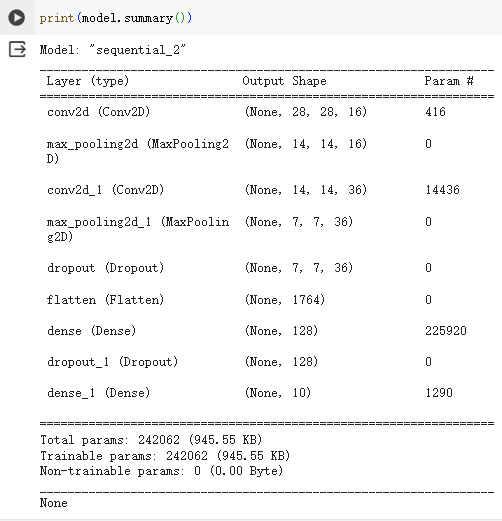 print(model.summary())
Model: "sequential_2"
_________________________________________________________________
Layer (type) Output Shape Param #
=================================================================
conv2d (Conv2D) (None, 28, 28, 16) 416
max_pooling2d (MaxPooling2 (None, 14, 14, 16) 0
D)
conv2d_1 (Conv2D) (None, 14, 14, 36) 14436
max_pooling2d_1 (MaxPoolin (None, 7, 7, 36) 0
g2D)
dropout (Dropout) (None, 7, 7, 36) 0
flatten (Flatten) (None, 1764) 0
dense (Dense) (None, 128) 225920
dropout_1 (Dropout) (None, 128) 0
dense_1 (Dense) (None, 10) 1290
=================================================================
Total params: 242062 (945.55 KB)
Trainable params: 242062 (945.55 KB)
Non-trainable params: 0 (0.00 Byte)
_________________________________________________________________
None